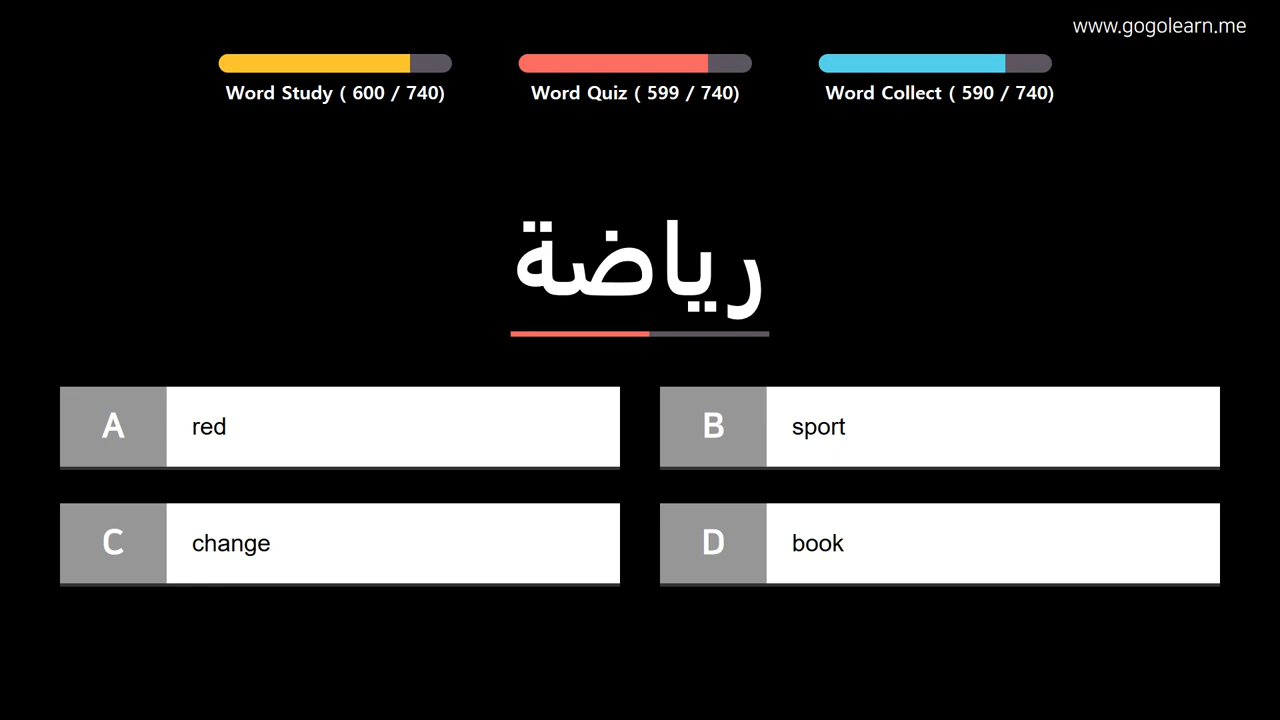 www.gogolearn.me
Word Study ( 600 / 740)
Word Quiz ( 599 / 740)
Word Collect ( 590 / 740)
رياضة
A red
B sport
C change
D book